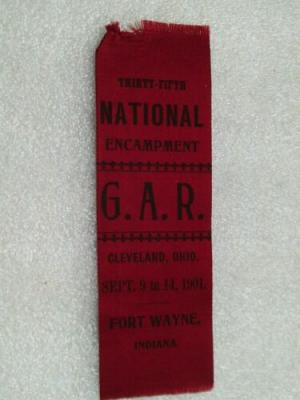 THIRTY-FIFTH
NATIONAL
ENCAMPMENT
G.A.R.
CLEVELAND, OHIO.
SEPT. 9 to 14, 1901.
FORT WAYNE,
INDIANA